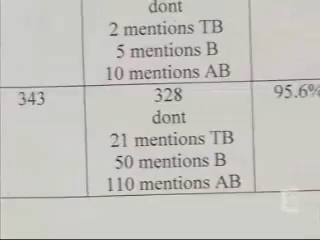 dont
2 mentions TB
5 mentions B
10 mentions AB
343 328 95.6%
dont
21 mentions TB
50 mentions B
110 mentions AB